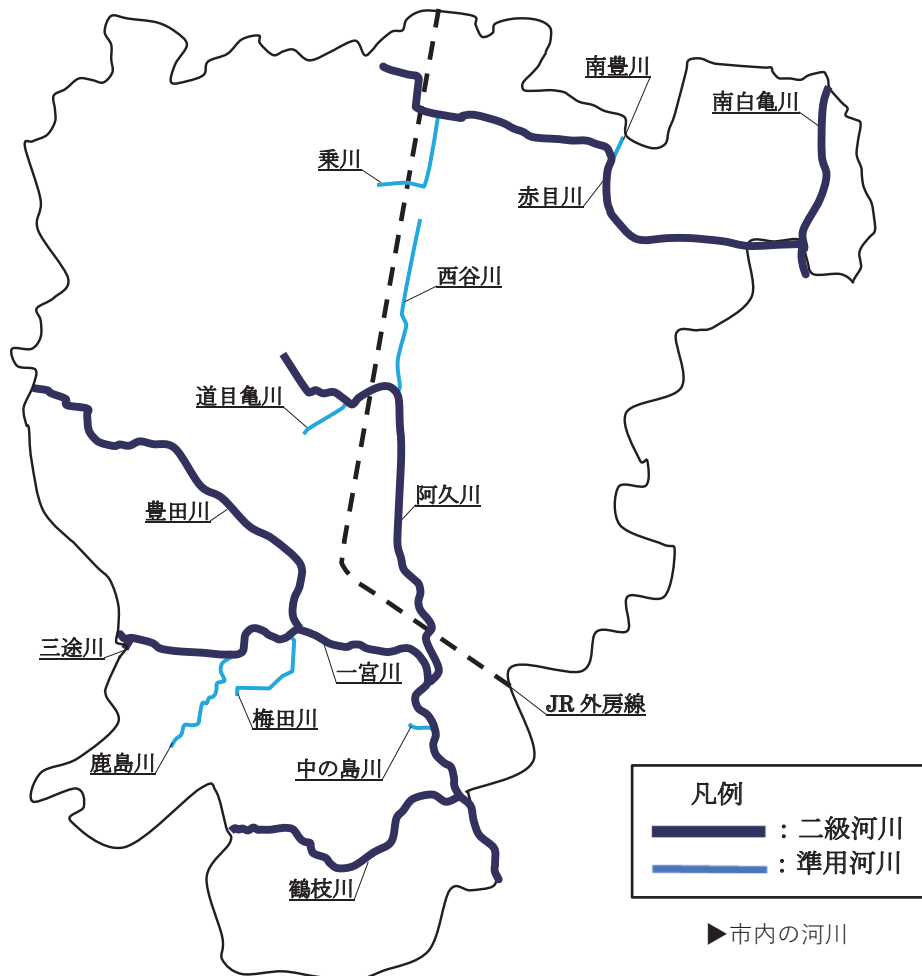 南豊川
南白亀川
乗川
赤目川
西谷川
道目亀川
阿久川
豊田川
三途川
一宮川
JR 外房線
梅田川
鹿島川
中の島川
鶴枝川
凡例
：二級河川
：準用河川
▶市内の河川